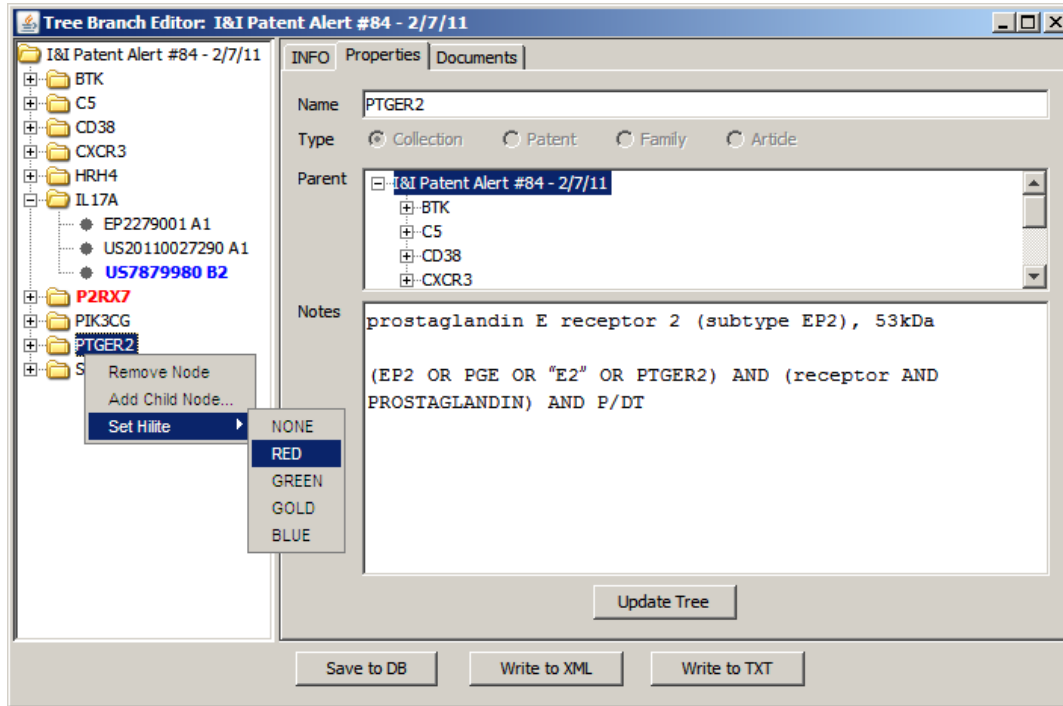 Tree Branch Editor: I&I Patent Alert #84 - 2/7/11
I&I Patent Alert #84 - 2/7/11
BTK
C5
CD38
CXCR3
HRH4
IL17A
EP2279001 A1
US20110027290 A1
US7879980 B2
P2RX7
PIK3CG
PTGER2
S
Remove Node
Add Child Node...
Set Hilite
NONE
RED
GREEN
GOLD
BLUE
INFO Properties Documents
Name PTGER2
Type Collection Patent Family Article
Parent I&I Patent Alert #84 - 2/7/11
BTK
C5
CD38
CXCR3
Notes prostaglandin E receptor 2 (subtype EP2), 53kDa
(EP2 OR PGE OR "E2" OR PTGER2) AND (receptor AND
PROSTAGLANDIN) AND P/DT
Update Tree
Save to DB Write to XML Write to TXT